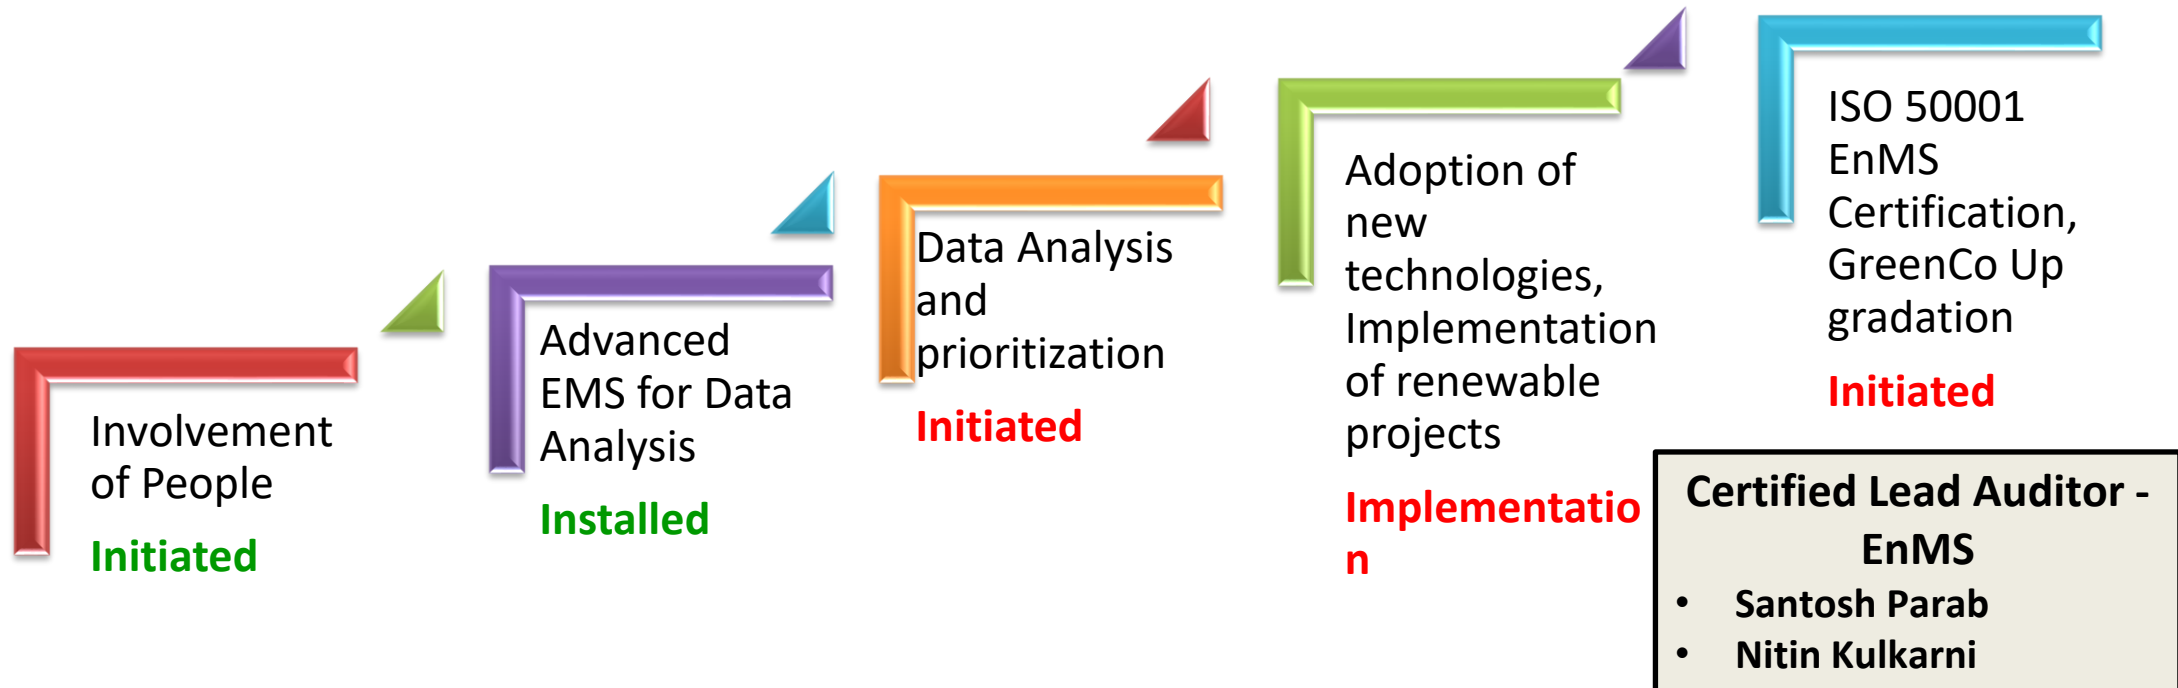 Involvement
of People
Initiated
Advanced
EMS for Data
Analysis
Installed
Data Analysis
and
prioritization
Initiated
Adoption of
new
technologies,
Implementation
of renewable
projects
Implementatio
n
ISO 50001
EnMS
Certification,
GreenCo Up
gradation
Initiated
Certified Lead Auditor -
EnMS
• Santosh Parab
• Nitin Kulkarni